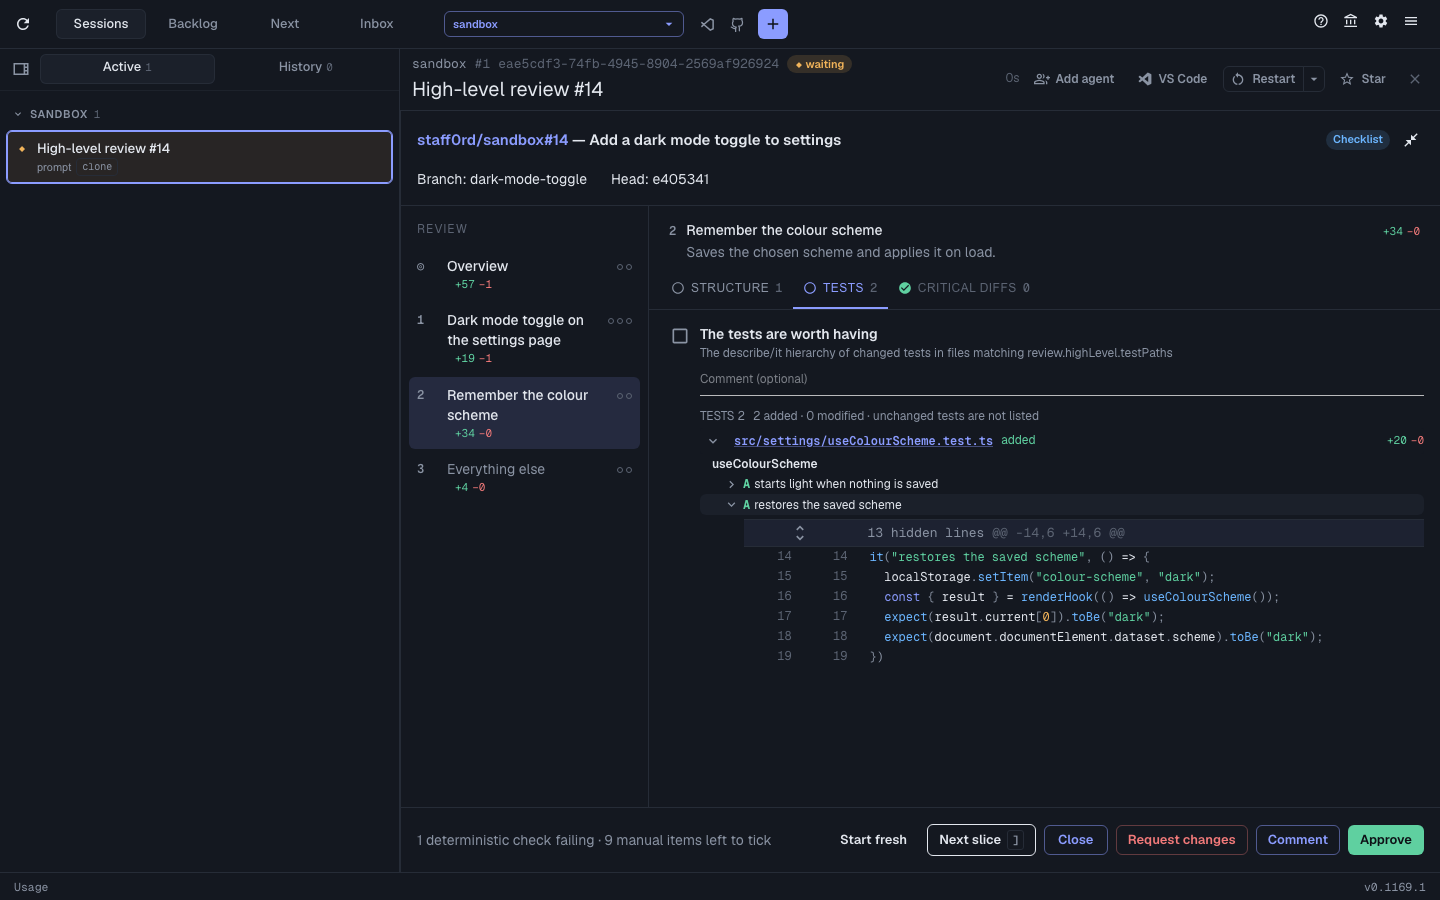 Sessions Backlog Next Inbox sandbox
Active 1 History 0
SANDBOX 1
High-level review #14
prompt clone
sandbox #1 eae5cdf3-74fb-4945-8904-2569af926924 waiting
High-level review #14
0s Add agent VS Code Restart Star
staff0rd/sandbox#14 — Add a dark mode toggle to settings
Checklist
Branch: dark-mode-toggle Head: e405341
REVIEW
Overview
+57 −1
1 Dark mode toggle on
the settings page
+19 −1
2 Remember the colour
scheme
+34 −0
3 Everything else
+4 −0
2 Remember the colour scheme +34 −0
Saves the chosen scheme and applies it on load.
STRUCTURE 1 TESTS 2 CRITICAL DIFFS 0
The tests are worth having
The describe/it hierarchy of changed tests in files matching review.highLevel.testPaths
Comment (optional)
TESTS 2 2 added · 0 modified · unchanged tests are not listed
src/settings/useColourScheme.test.ts added +20 −0
useColourScheme
A starts light when nothing is saved
A restores the saved scheme
13 hidden lines @@ -14,6 +14,6 @@
14 14 it("restores the saved scheme", () => {
15 15 localStorage.setItem("colour-scheme", "dark");
16 16 const { result } = renderHook(() => useColourScheme());
17 17 expect(result.current[0]).toBe("dark");
18 18 expect(document.documentElement.dataset.scheme).toBe("dark");
19 19 })
1 deterministic check failing · 9 manual items left to tick
Start fresh Next slice ] Close Request changes Comment Approve
Usage v0.1169.1